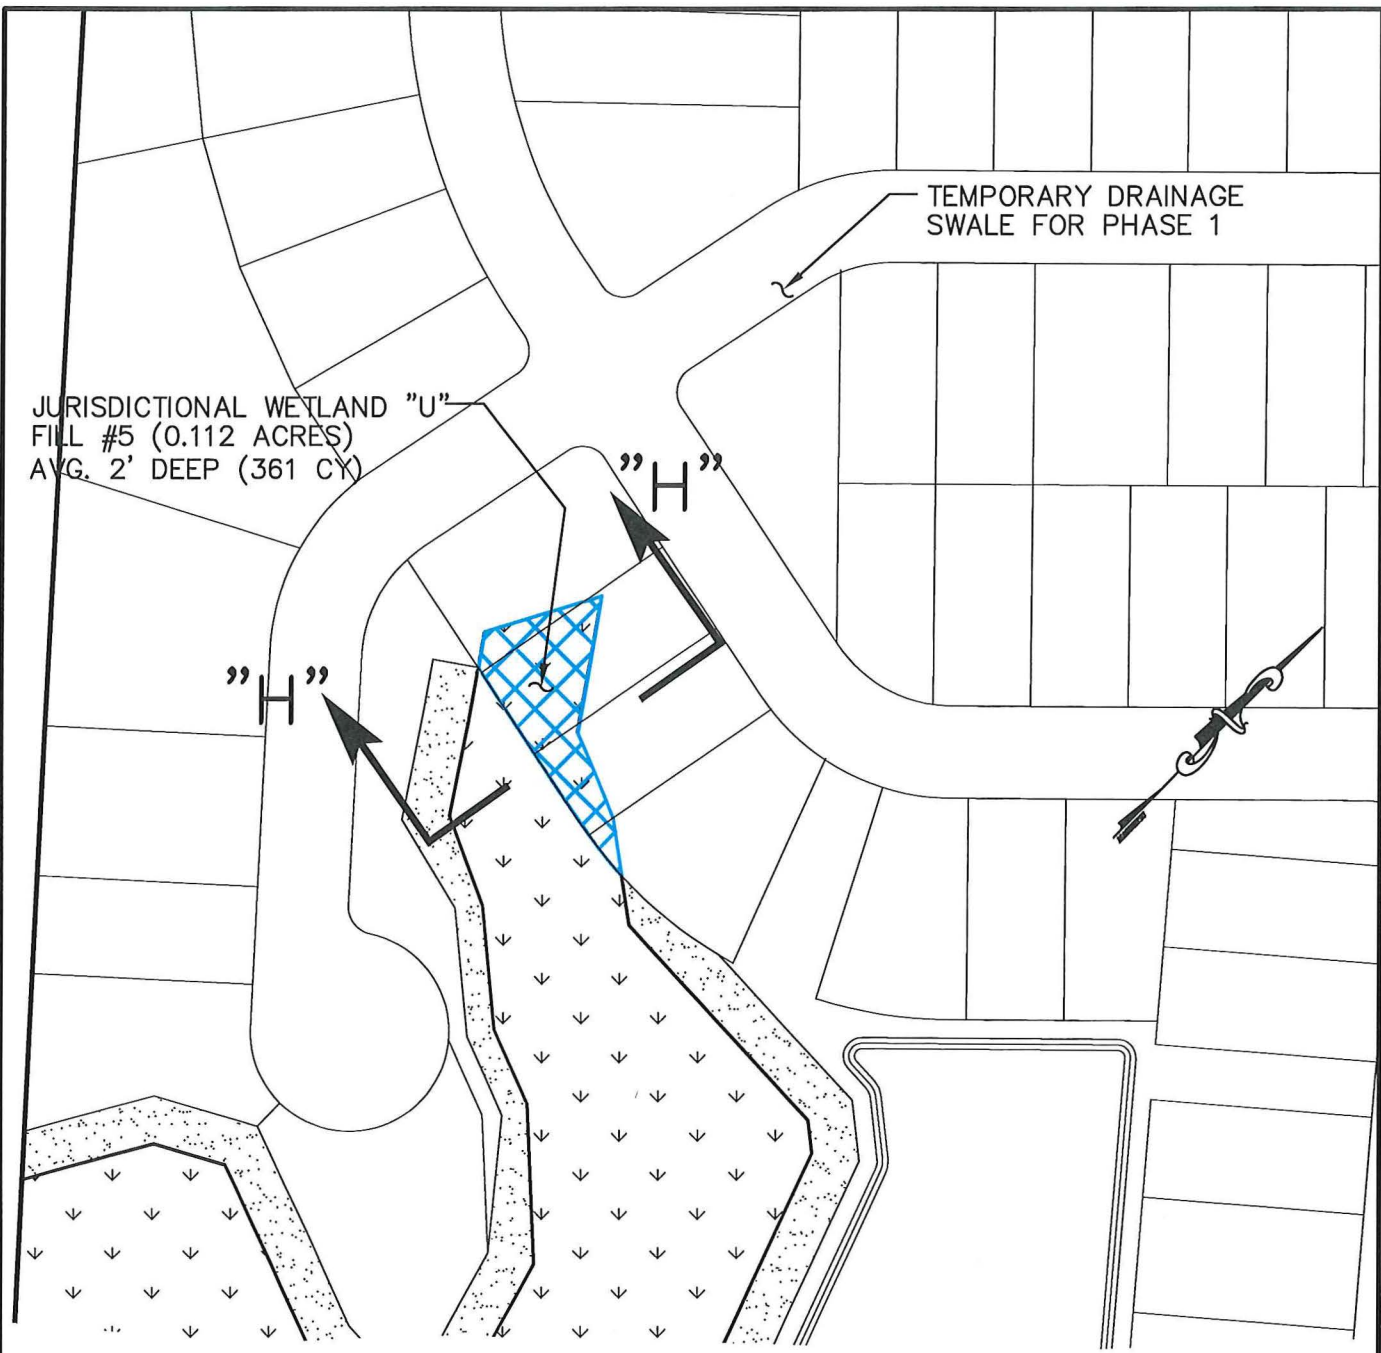 TEMPORARY DRAINAGE
SWALE FOR PHASE 1
JURISDICTIONAL WETLAND "U"
FILL #5 (0.112 ACRES)
AVG. 2' DEEP (361 CY)
"H"
"H"